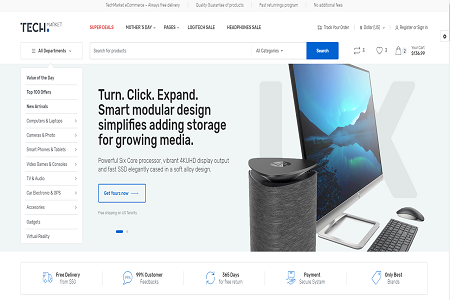 TechMarket eCommerce - Always free delivery
Quality Guarantee of products
Fast returnings program
No additional fees
TECH MARKET
SUPER DEALS
MOTHER'S DAY
PAGES
LOGITECH SALE
HEADPHONES SALE
Track Your Order
Dollar (US)
Register or Sign in
All Departments
Search for products
All Categories
Search
3
3
2
Your Cart
$136.99
Value of the Day
Top 100 Offers
New Arrivals
Computers & Laptops
Cameras & Photo
Smart Phones & Tablets
Video Games & Consoles
TV & Audio
Car Electronic & GPS
Accesories
Gadgets
Virtual Reality
Turn. Click. Expand.
Smart modular design
simplifies adding storage
for growing media.
Powerful Six Core processor, vibrant 4KUHD display output
and fast SSD elegantly cased in a soft alloy design.
Get Yours now
Free shipping on US Terority
Free Delivery
from $50
99% Customer
Feedbacks
365 Days
for free return
Payment
Secure System
Only Best
Brands